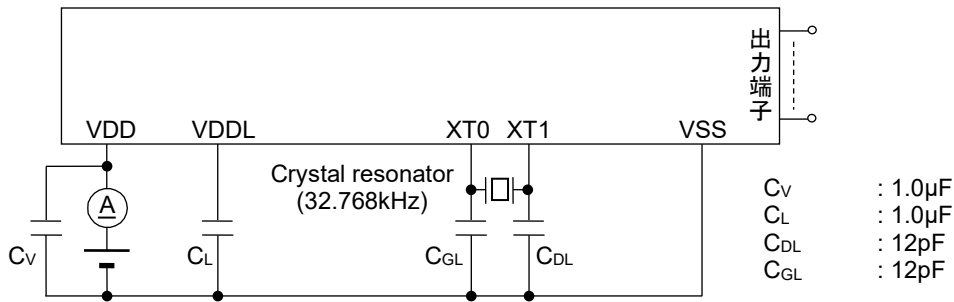 出力端子
VDD VDDL XT0 XT1 VSS
Crystal resonator
(32.768kHz)
A
CV CL CGL CDL
CV : 1.0µF
CL : 1.0µF
CDL : 12pF
CGL : 12pF